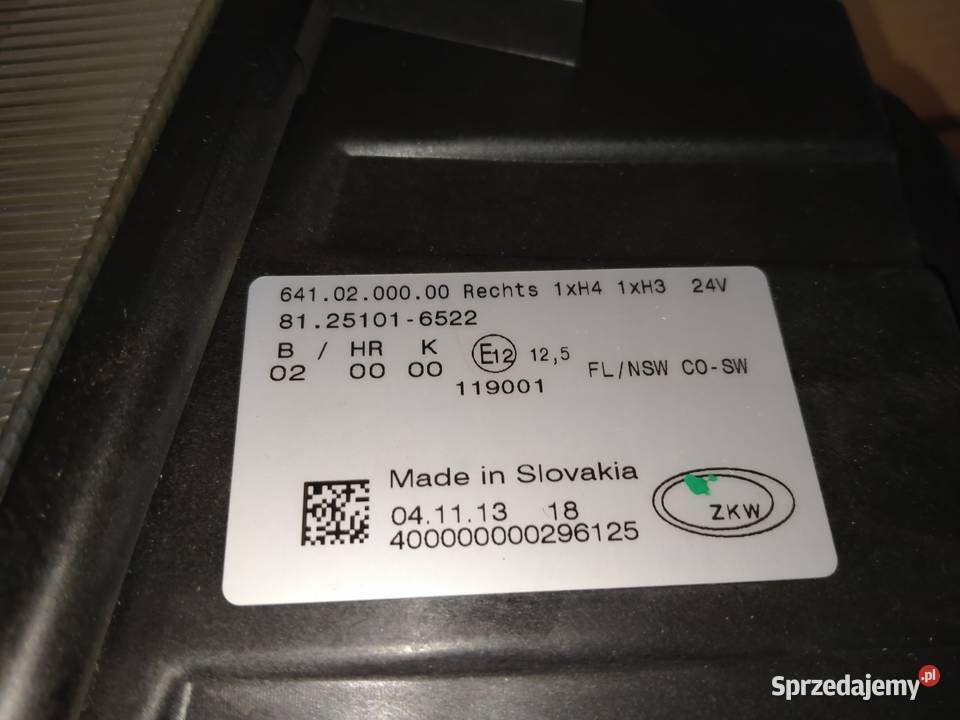 641.02.000.00 Rechts 1xH4 1xH3 24V
81.25101-6522
B / HR K
02 00 00
E12 12,5
119001
FL/NSW CO-SW
Made in Slovakia
04.11.13 18
400000000296125
ZKW
Sprzedajemy.pl